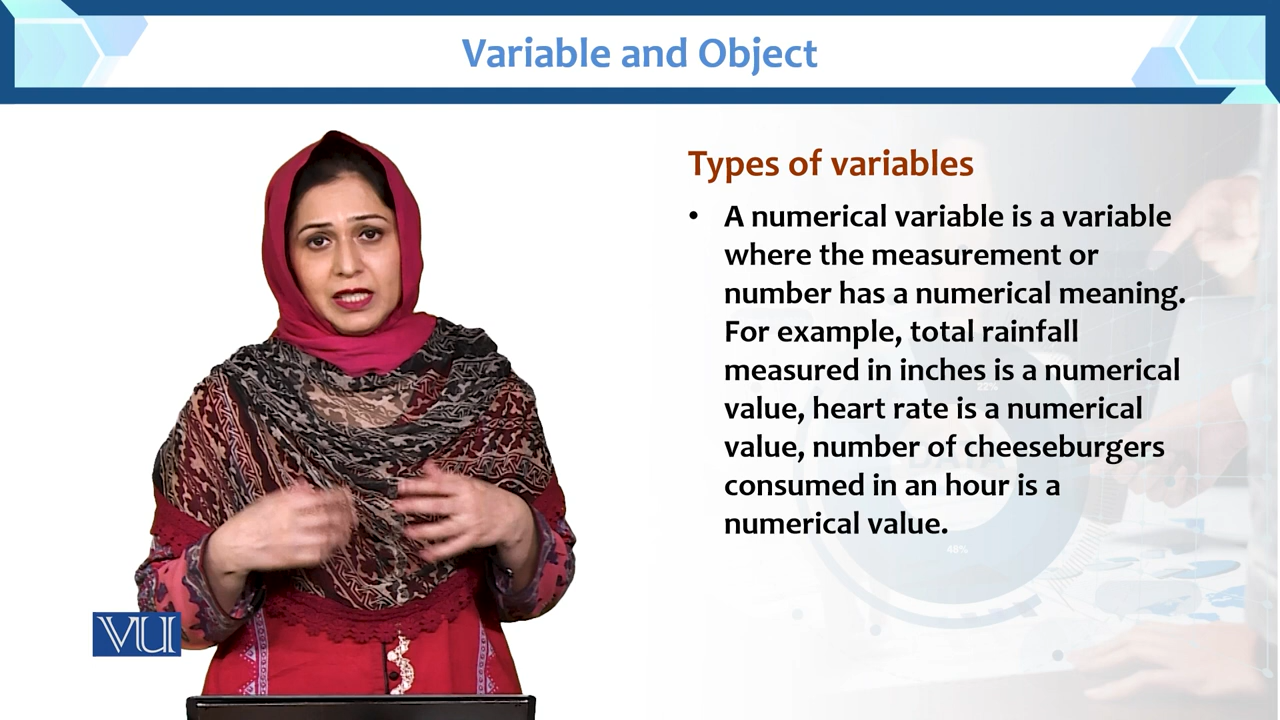 Variable and Object
Types of variables
• A numerical variable is a variable
where the measurement or
number has a numerical meaning.
For example, total rainfall
measured in inches is a numerical
value, heart rate is a numerical
value, number of cheeseburgers
consumed in an hour is a
numerical value.
22%
46%
VU